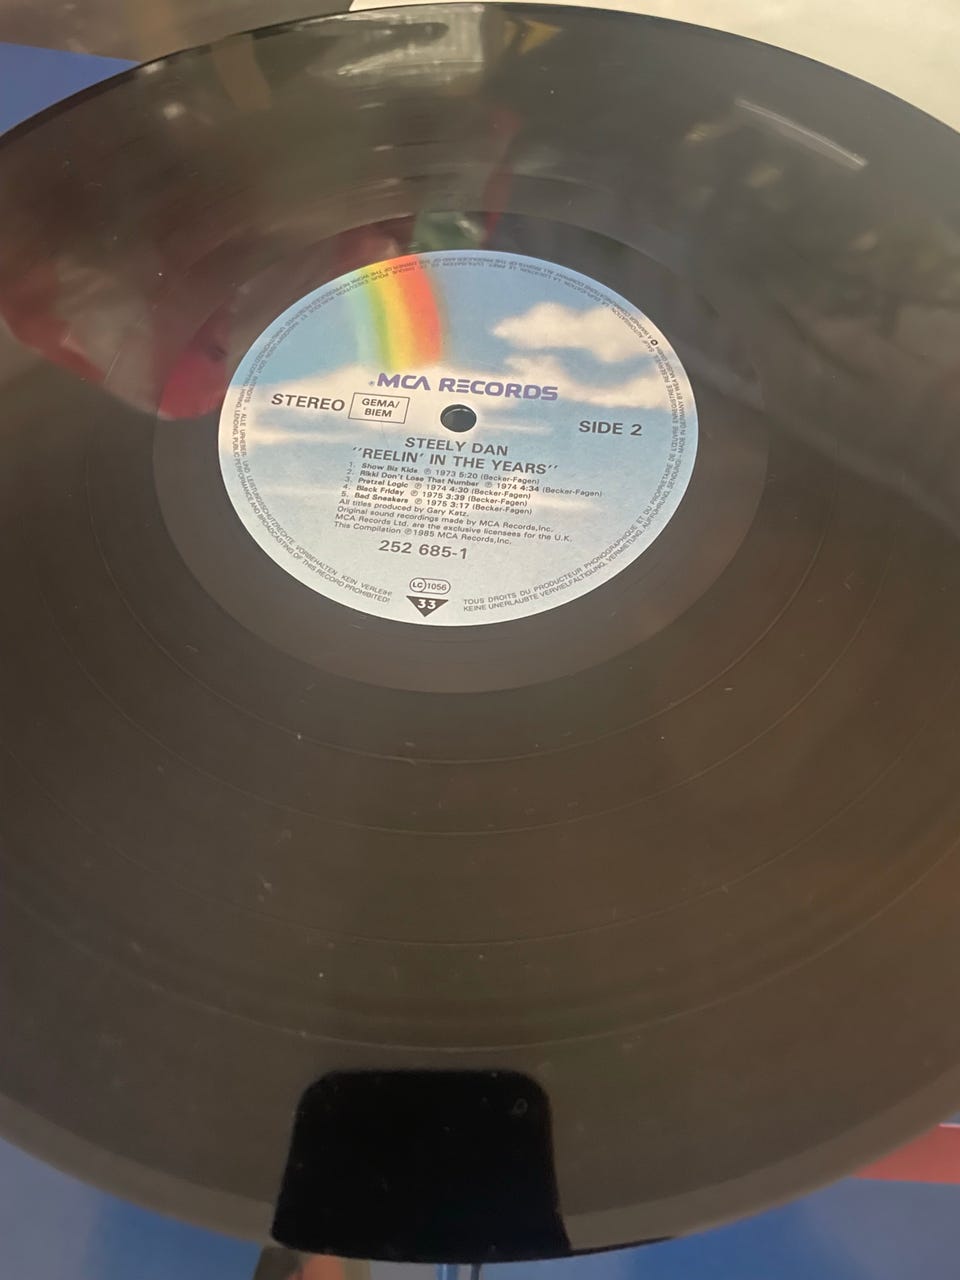 MCA RECORDS
STEREO
GEMA/
BIEM
SIDE 2
STEELY DAN
"REELIN' IN THE YEARS"
1. Show Biz Kids ℗ 1973 5:20 (Becker-Fagen)
2. Rikki Don't Lose That Number ℗ 1974 4:34 (Becker-Fagen)
3. Pretzel Logic ℗ 1974 4:30 (Becker-Fagen)
4. Black Friday ℗ 1975 3:39 (Becker-Fagen)
5. Bad Sneakers ℗ 1975 3:17 (Becker-Fagen)
All titles produced by Gary Katz.
Original sound recordings made by MCA Records,Inc.
MCA Records Ltd. are the exclusive licensees for the U.K.
This Compilation ℗ 1985 MCA Records,Inc.
252 685-1
LC 1056
33
TOUS DROITS DU PRODUCTEUR PHONOGRAPHIQUE ET DU PROPRIÉTAIRE DE L'ŒUVRE
KEINE UNERLAUBTE VERVIELFÄLTIGUNG, VERMIETUNG, AUFFÜHRUNG, SENDUNG! - MADE IN GERMANY
ALLE URHEBER- UND LEISTUNGSSCHUTZRECHTE VORBEHALTEN. KEIN VERLEIH!
PUBLIC PERFORMANCE AND BROADCASTING OF THIS RECORD PROHIBITED!